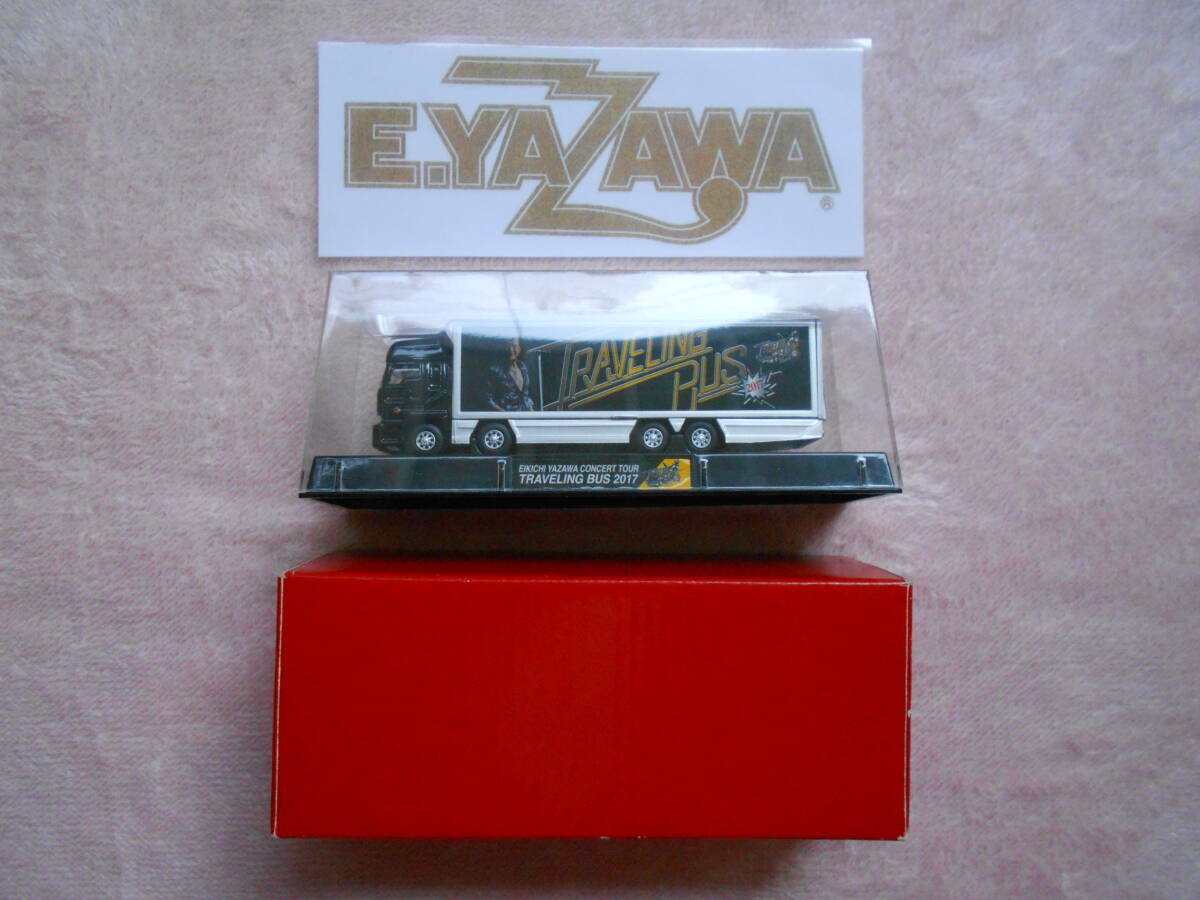 E.YAZAWA®
TRAVELING
BUS
2017
EIKICHI YAZAWA CONCERT TOUR
TRAVELING BUS 2017